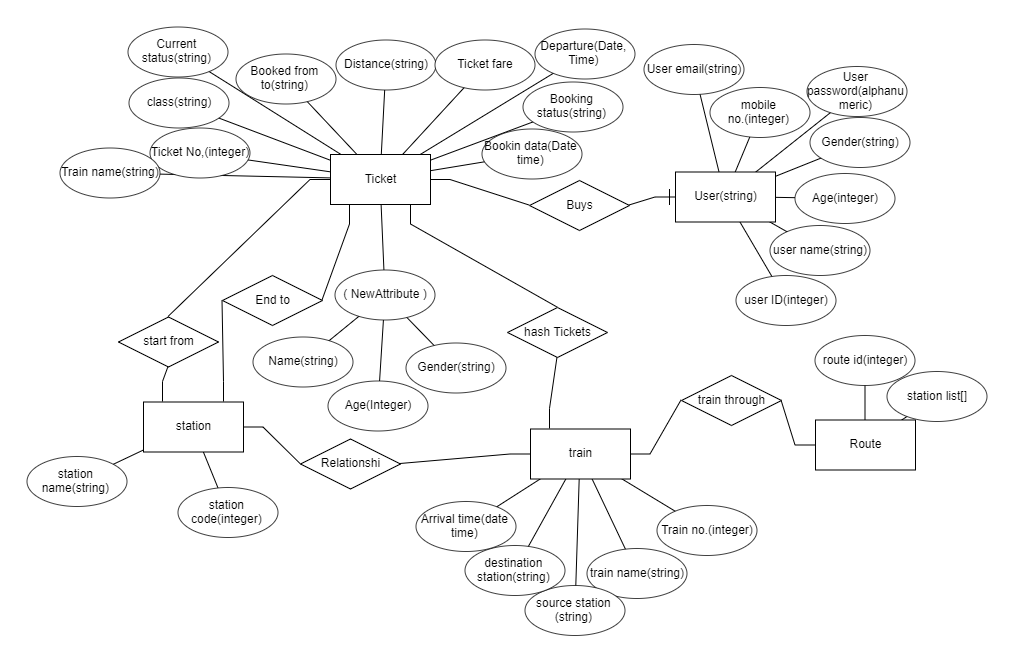 Current
status(string)
Booked from
to(string)
Distance(string)
Ticket fare
Departure(Date,
Time)
class(string)
Booking
status(string)
Ticket No,(integer)
Bookin data(Date
time)
Train name(string)
Ticket
User email(string)
mobile
no.(integer)
User
password(alphanu
meric)
Gender(string)
User(string)
Age(integer)
user name(string)
user ID(integer)
Buys
End to
( NewAttribute )
start from
hash Tickets
Name(string)
Gender(string)
Age(Integer)
route id(integer)
station list[]
train through
Route
station
Relationshi
train
station
name(string)
station
code(integer)
Arrival time(date
time)
Train no.(integer)
destination
station(string)
train name(string)
source station
(string)